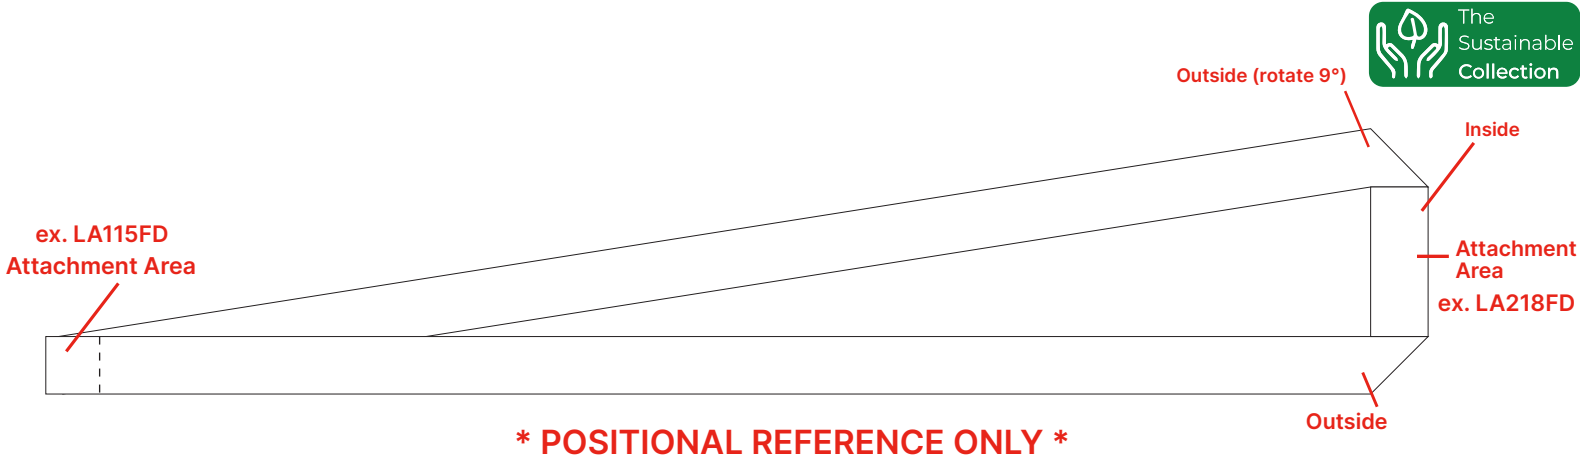 The
Sustainable
Collection
Outside (rotate 9°)
Inside
ex. LA115FD
Attachment Area
Attachment
Area
ex. LA218FD
Outside
* POSITIONAL REFERENCE ONLY *